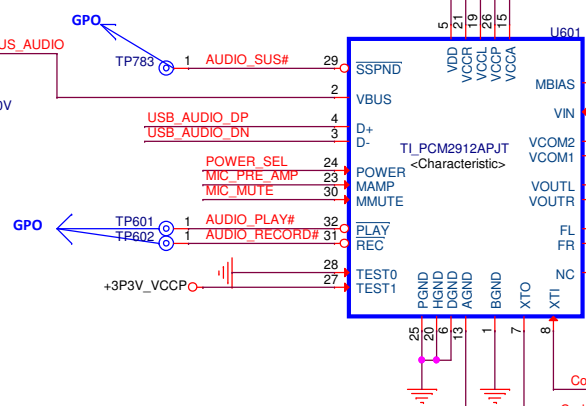 GPO
US_AUDIO
TP783
1
AUDIO_SUS#
29
SSPND
2
VBUS
0V
USB_AUDIO_DP
4
D+
USB_AUDIO_DN
3
D-
POWER_SEL
24
POWER
MIC_PRE_AMP
23
MAMP
MIC_MUTE
30
MMUTE
GPO
TP601
1
AUDIO_PLAY#
32
PLAY
TP602
1
AUDIO_RECORD#
31
REC
28
TEST0
+3P3V_VCCP
27
TEST1
U601
5
21
19
26
15
VDD
VCCR
VCCL
VCCP
VCCA
TI_PCM2912APJT
<Characteristic>
MBIAS
VIN
VCOM2
VCOM1
VOUTL
VOUTR
FL
FR
NC
PGND
HGND
DGND
AGND
BGND
XTO
XTI
25
20
6
13
1
7
8
Co